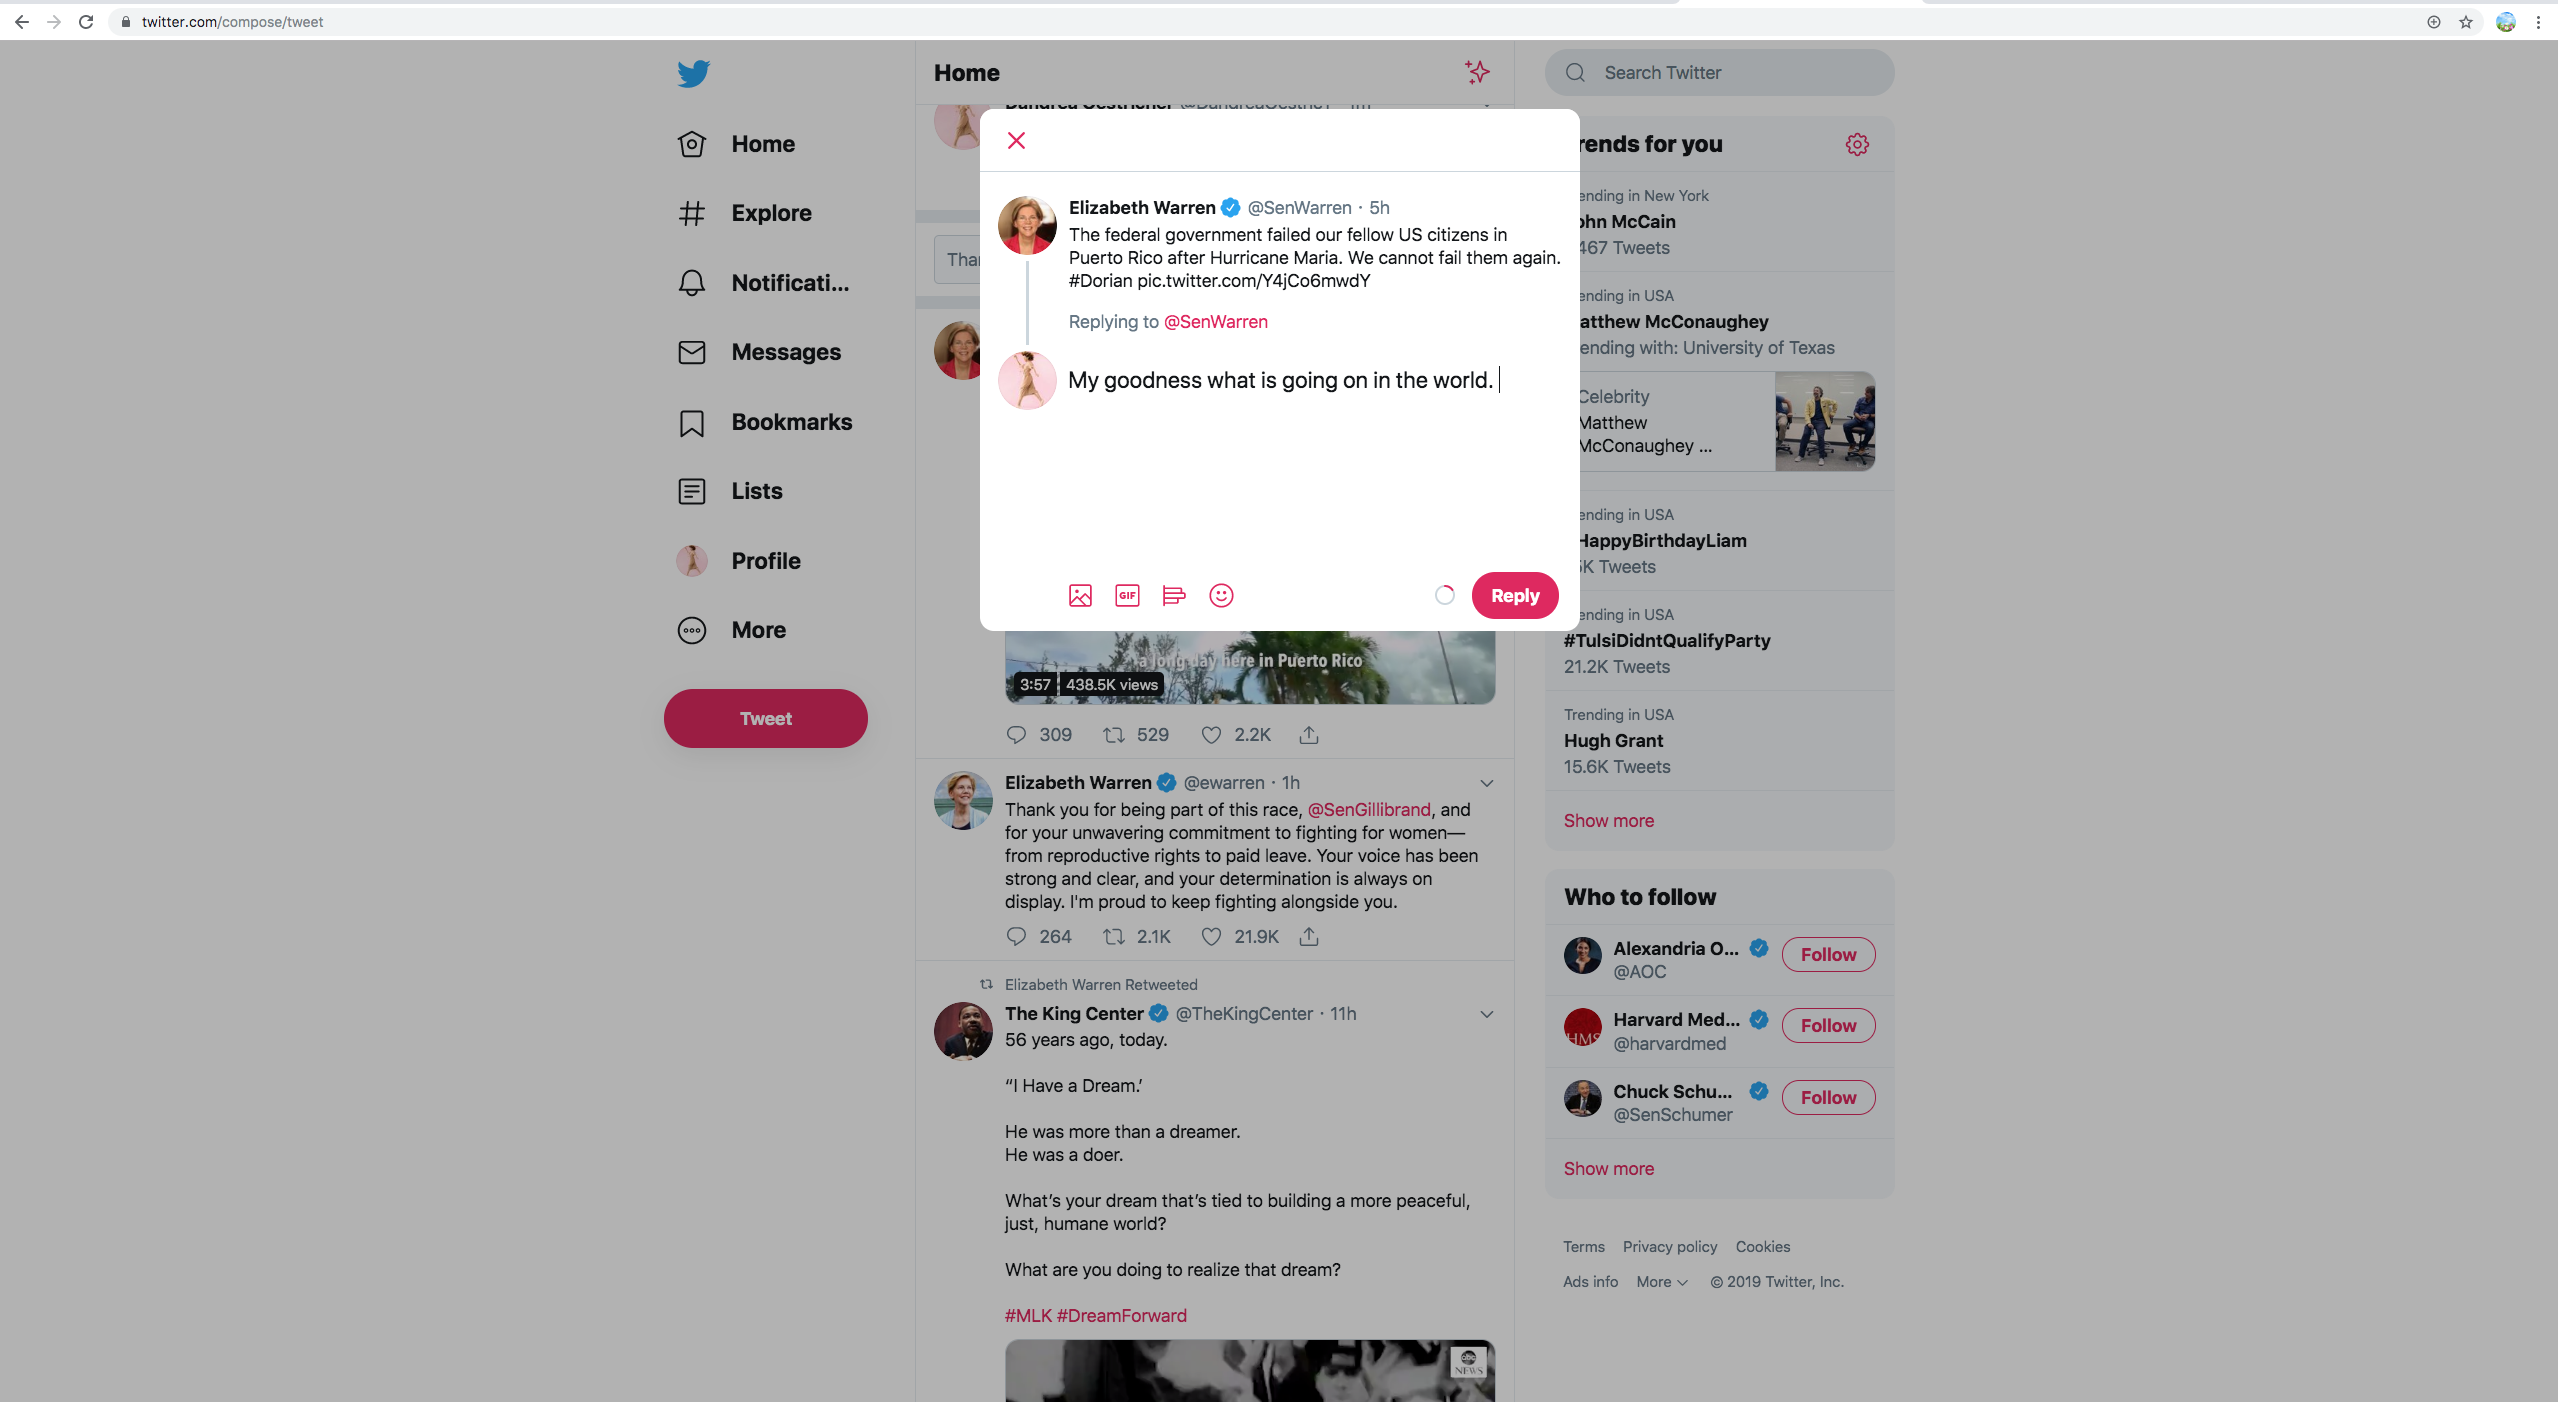 twitter.com/compose/tweet
Home
Explore
Notificati...
Messages
Bookmarks
Lists
Profile
More
Tweet
Home
Elizabeth Warren @SenWarren · 5h
The federal government failed our fellow US citizens in
Puerto Rico after Hurricane Maria. We cannot fail them again.
#Dorian pic.twitter.com/Y4jCo6mwdY
Replying to @SenWarren
My goodness what is going on in the world.
GIF
Reply
a long day here in Puerto Rico
3:57 438.5K views
309 529 2.2K
Elizabeth Warren @ewarren · 1h
Thank you for being part of this race, @SenGillibrand, and
for your unwavering commitment to fighting for women—
from reproductive rights to paid leave. Your voice has been
strong and clear, and your determination is always on
display. I'm proud to keep fighting alongside you.
264 2.1K 21.9K
Elizabeth Warren Retweeted
The King Center @TheKingCenter · 11h
56 years ago, today.
“I Have a Dream.’
He was more than a dreamer.
He was a doer.
What’s your dream that’s tied to building a more peaceful,
just, humane world?
What are you doing to realize that dream?
#MLK #DreamForward
abc
NEWS
Search Twitter
rends for you
ending in New York
ohn McCain
467 Tweets
ending in USA
atthew McConaughey
ending with: University of Texas
Celebrity
Matthew
McConaughey ...
ending in USA
HappyBirthdayLiam
5K Tweets
ending in USA
#TulsiDidntQualifyParty
21.2K Tweets
Trending in USA
Hugh Grant
15.6K Tweets
Show more
Who to follow
Alexandria O... Follow
@AOC
Harvard Med... Follow
@harvardmed
HMS
Chuck Schu... Follow
@SenSchumer
Show more
Terms Privacy policy Cookies
Ads info More © 2019 Twitter, Inc.